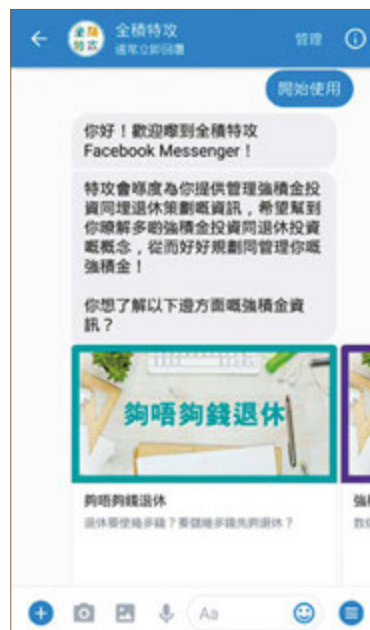 全積特攻
通常立即回覆
管理
開始使用
你好！歡迎嚟到全積特攻
Facebook Messenger！
特攻會喺度為你提供管理強積金投
資同埋退休策劃嘅資訊，希望幫到
你瞭解多啲強積金投資同退休投資
嘅概念，從而好好規劃同管理你嘅
強積金！
你想了解以下邊方面嘅強積金資
訊？
夠唔夠錢退休
夠唔夠錢退休
強積
退休要使幾多錢？要儲幾多錢先夠退休？
Aa